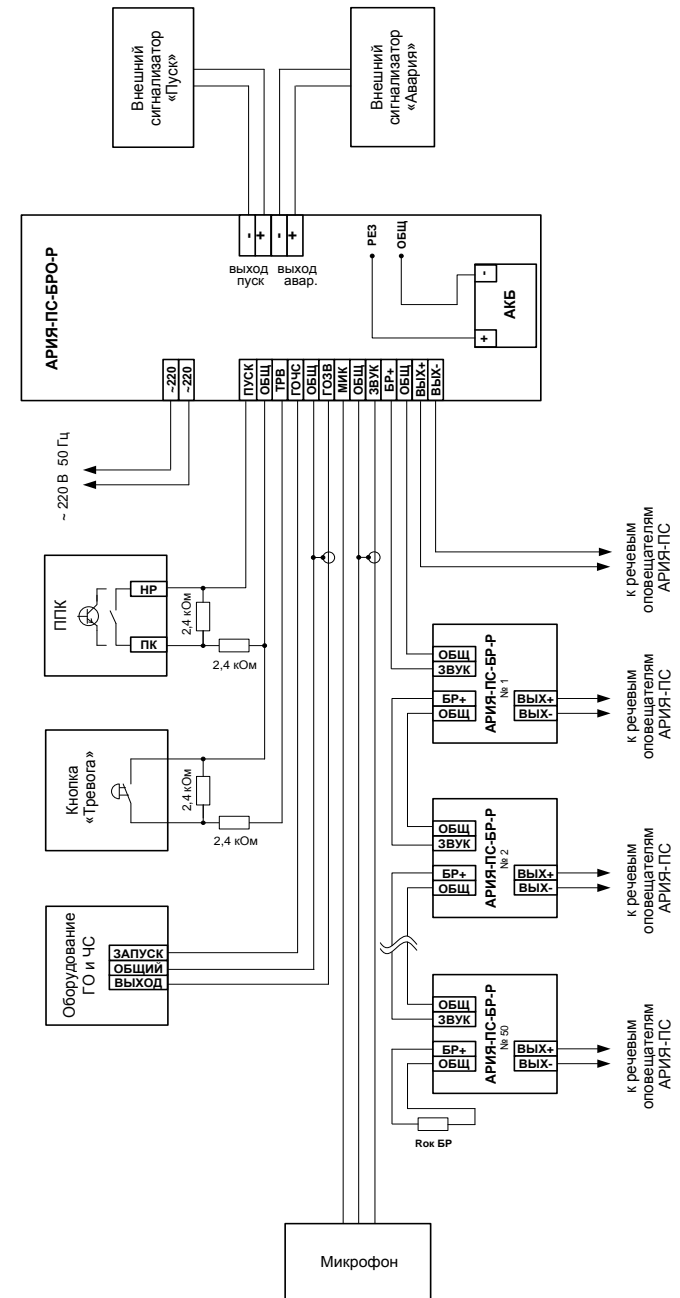 Внешний
сигнализатор
«Пуск»
Внешний
сигнализатор
«Авария»
АРИЯ-ПС-БРО-Р
-
+
-
+
выход
пуск
выход
авар.
РЕЗ
ОБЩ
-
+
АКБ
~220
~220
ПУСК
ОБЩ
ТРВ
ГОЧС
ОБЩ
ГОЗВ
МИК
ОБЩ
ЗВУК
БР+
ОБЩ
ВЫХ+
ВЫХ-
~ 220 В 50 Гц
к речевым
оповещателям
АРИЯ-ПС
ППК
НР
ПК
2,4 кОм
2,4 кОм
ОБЩ
ЗВУК
БР+
ОБЩ
АРИЯ-ПС-БР-Р
№ 1
ВЫХ+
ВЫХ-
к речевым
оповещателям
АРИЯ-ПС
Кнопка
«Тревога»
2,4 кОм
2,4 кОм
ОБЩ
ЗВУК
БР+
ОБЩ
АРИЯ-ПС-БР-Р
№ 2
ВЫХ+
ВЫХ-
к речевым
оповещателям
АРИЯ-ПС
Оборудование
ГО и ЧС
ЗАПУСК
ОБЩИЙ
ВЫХОД
ОБЩ
ЗВУК
БР+
ОБЩ
АРИЯ-ПС-БР-Р
№ 50
ВЫХ+
ВЫХ-
к речевым
оповещателям
АРИЯ-ПС
Rок БР
Микрофон